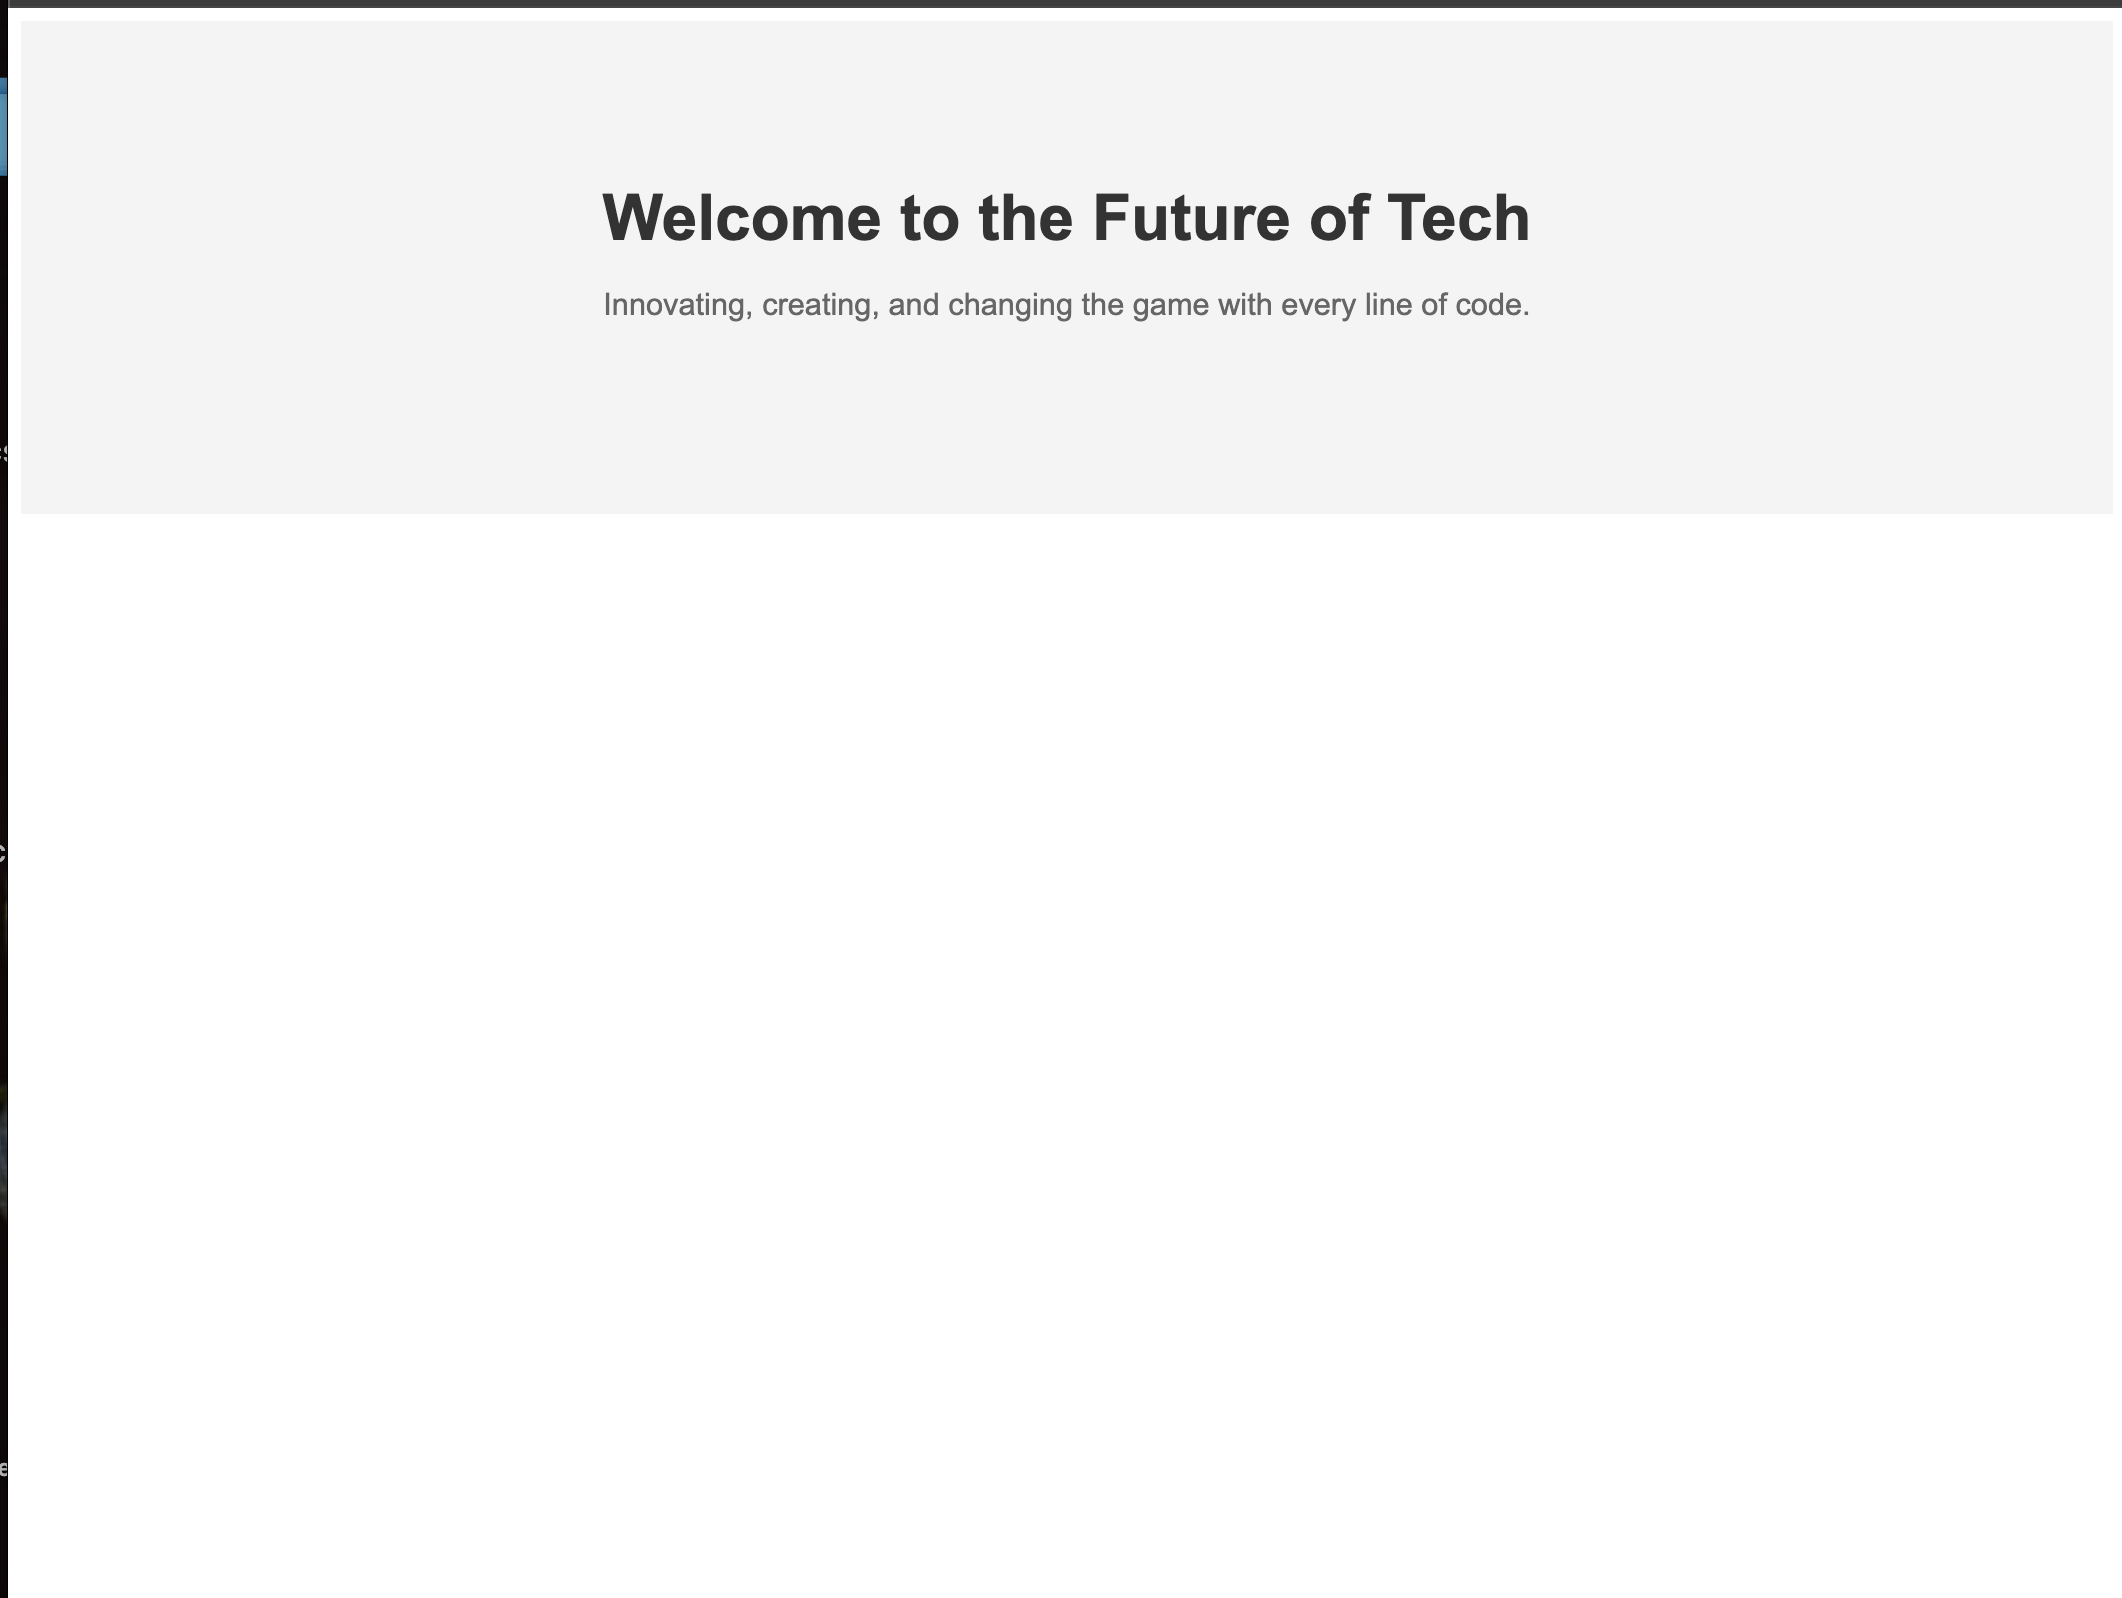 Welcome to the Future of Tech
Innovating, creating, and changing the game with every line of code.